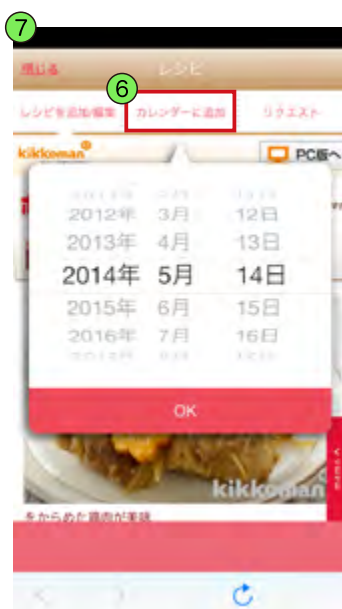 ⑦
閉じる レシピ
⑥
レシピを追加/編集 カレンダーに追加 リクエスト
kikkoman PC版へ
2012年 3月 12日
2013年 4月 13日
2014年 5月 14日
2015年 6月 15日
2016年 7月 16日
OK
kikkoman
をからめた鶏肉が美味